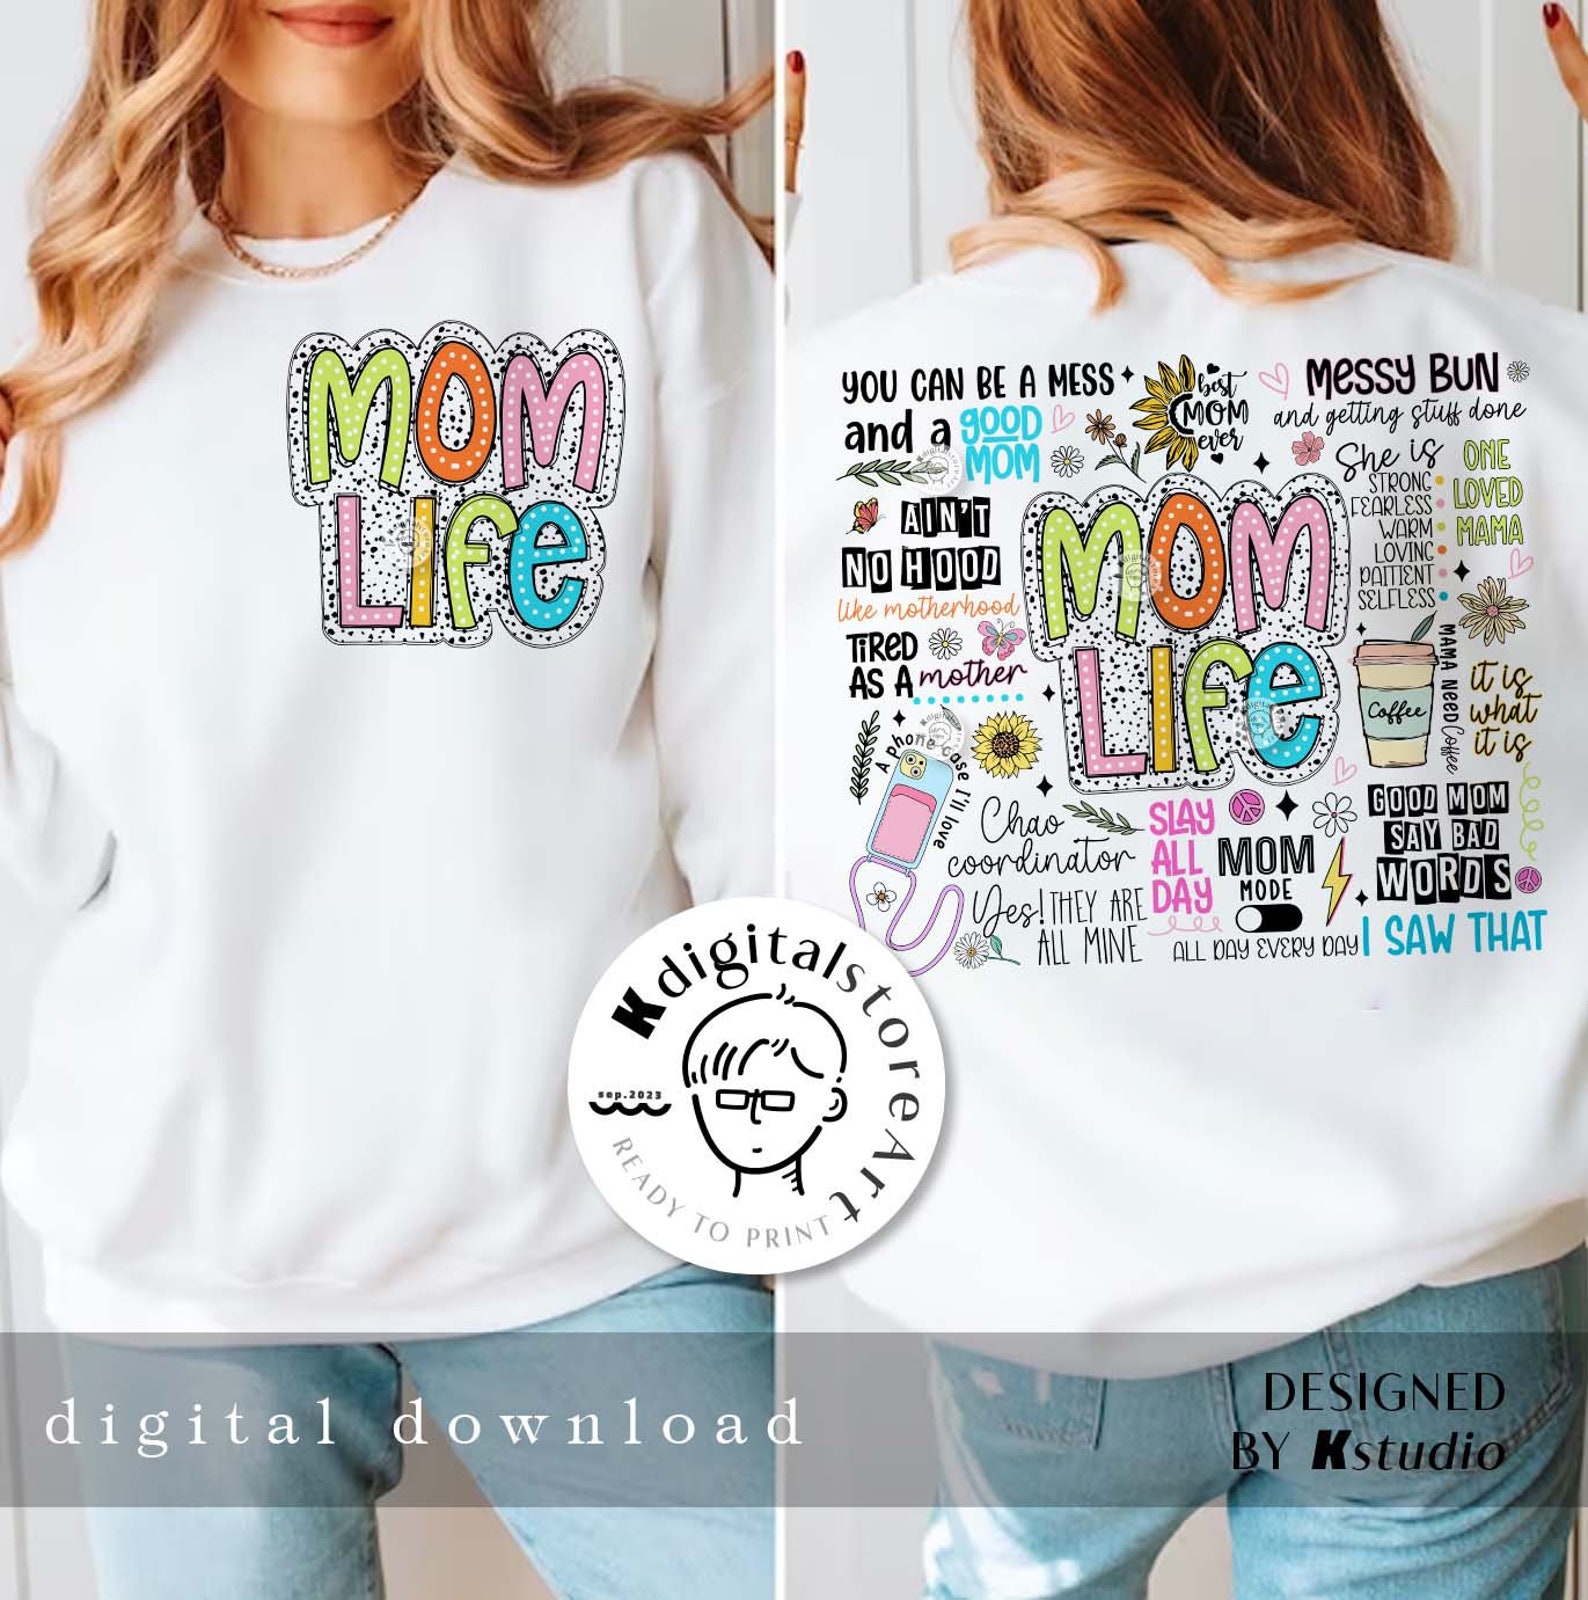 MOM
LIFE
YOU CAN BE A MESS
and a good
MOM
best
MOM
ever
MESSY BUN
and getting stuff done
She is
STRONG
FEARLESS
WARM
LOVING
PAITIENT
SELFLESS
ONE
LOVED
MAMA
AIN'T
NO HOOD
like motherhood
TIRED
AS A mother
MOM
LIFE
Coffee
MAMA NEED Coffee
it is
what
it is
A phone case I'll love
Chao
coordinator
Yes! THEY ARE
ALL MINE
SLAY
ALL
DAY
MOM
MODE
ALL DAY EVERY DAY
GOOD MOM
SAY BAD
WORDS
I SAW THAT
KdigitalstoreArt
sep.2023
READY TO PRINT
digital download
DESIGNED
BY Kstudio